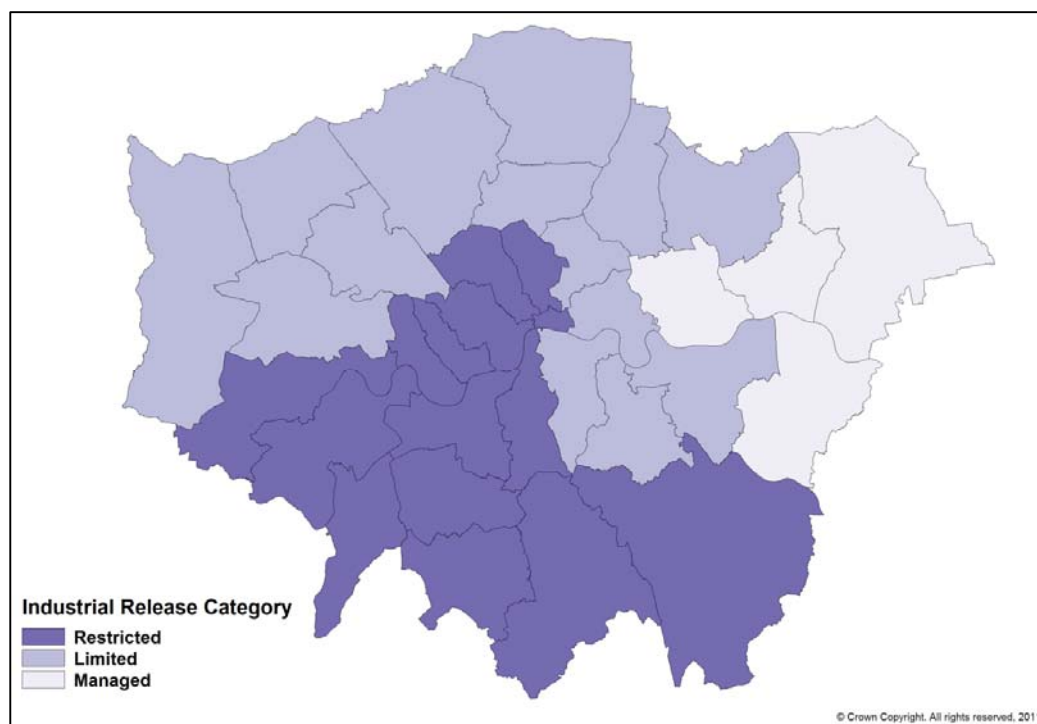 Industrial Release Category
Restricted
Limited
Managed
© Crown Copyright. All rights reserved, 201